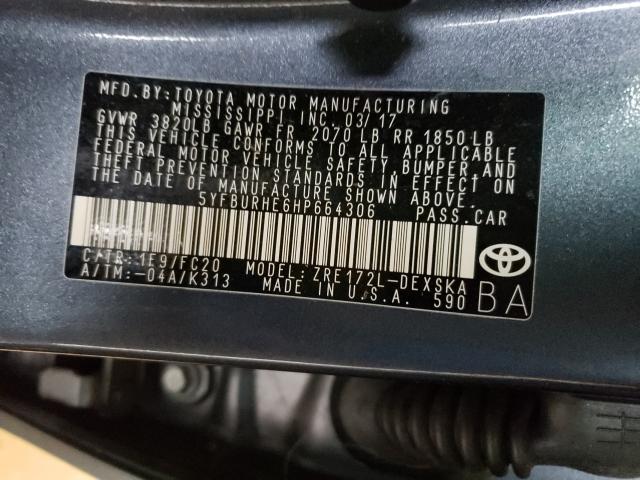 MFD. BY: TOYOTA MOTOR MANUFACTURING
MISSISSIPPI INC. 03/17
GVWR 3820LB GAWR FR 2070 LB RR 1850 LB
THIS VEHICLE CONFORMS TO ALL APPLICABLE
FEDERAL MOTOR VEHICLE SAFETY, BUMPER, AND
THEFT PREVENTION STANDARDS IN EFFECT ON
THE DATE OF MANUFACTURE SHOWN ABOVE.
5YFBURHE6HP664306 PASS. CAR
C/TR: 1F9/FC20 MODEL: ZRE172L-DEXSKA
A/TM: -04A/K313 MADE IN U.S.A. 590
BA